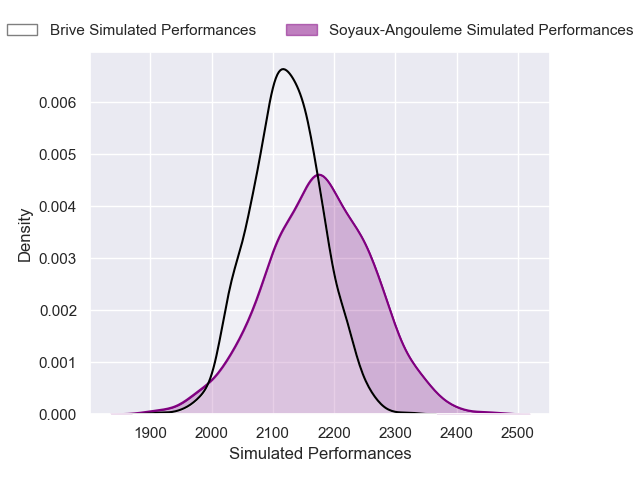 Brive Simulated Performances
Soyaux-Angouleme Simulated Performances
0.006
0.005
0.004
0.003
0.002
0.001
0.000
Density
1900 2000 2100 2200 2300 2400 2500
Simulated Performances